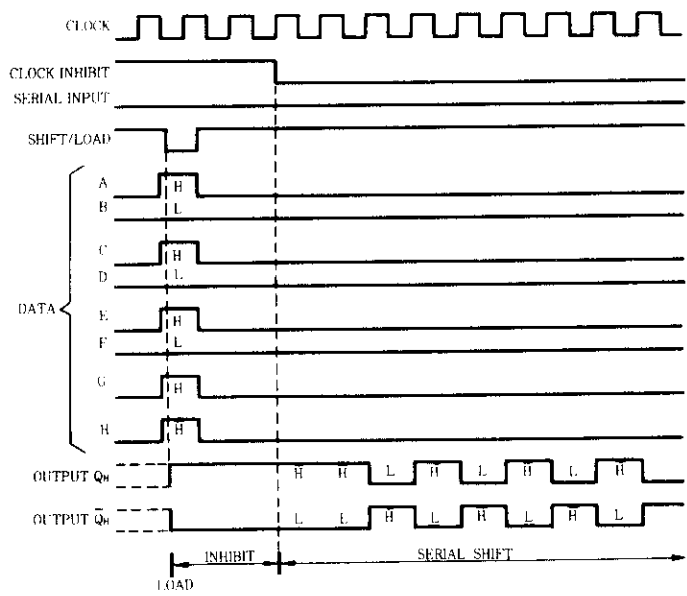 CLOCK
CLOCK INHIBIT
SERIAL INPUT
SHIFT/LOAD
A H
B L
C H
D L
DATA
E H
F L
G H
H H
OUTPUT QH H H L H L H L H
OUTPUT Q̄H L L H L H L H L
INHIBIT SERIAL SHIFT
LOAD